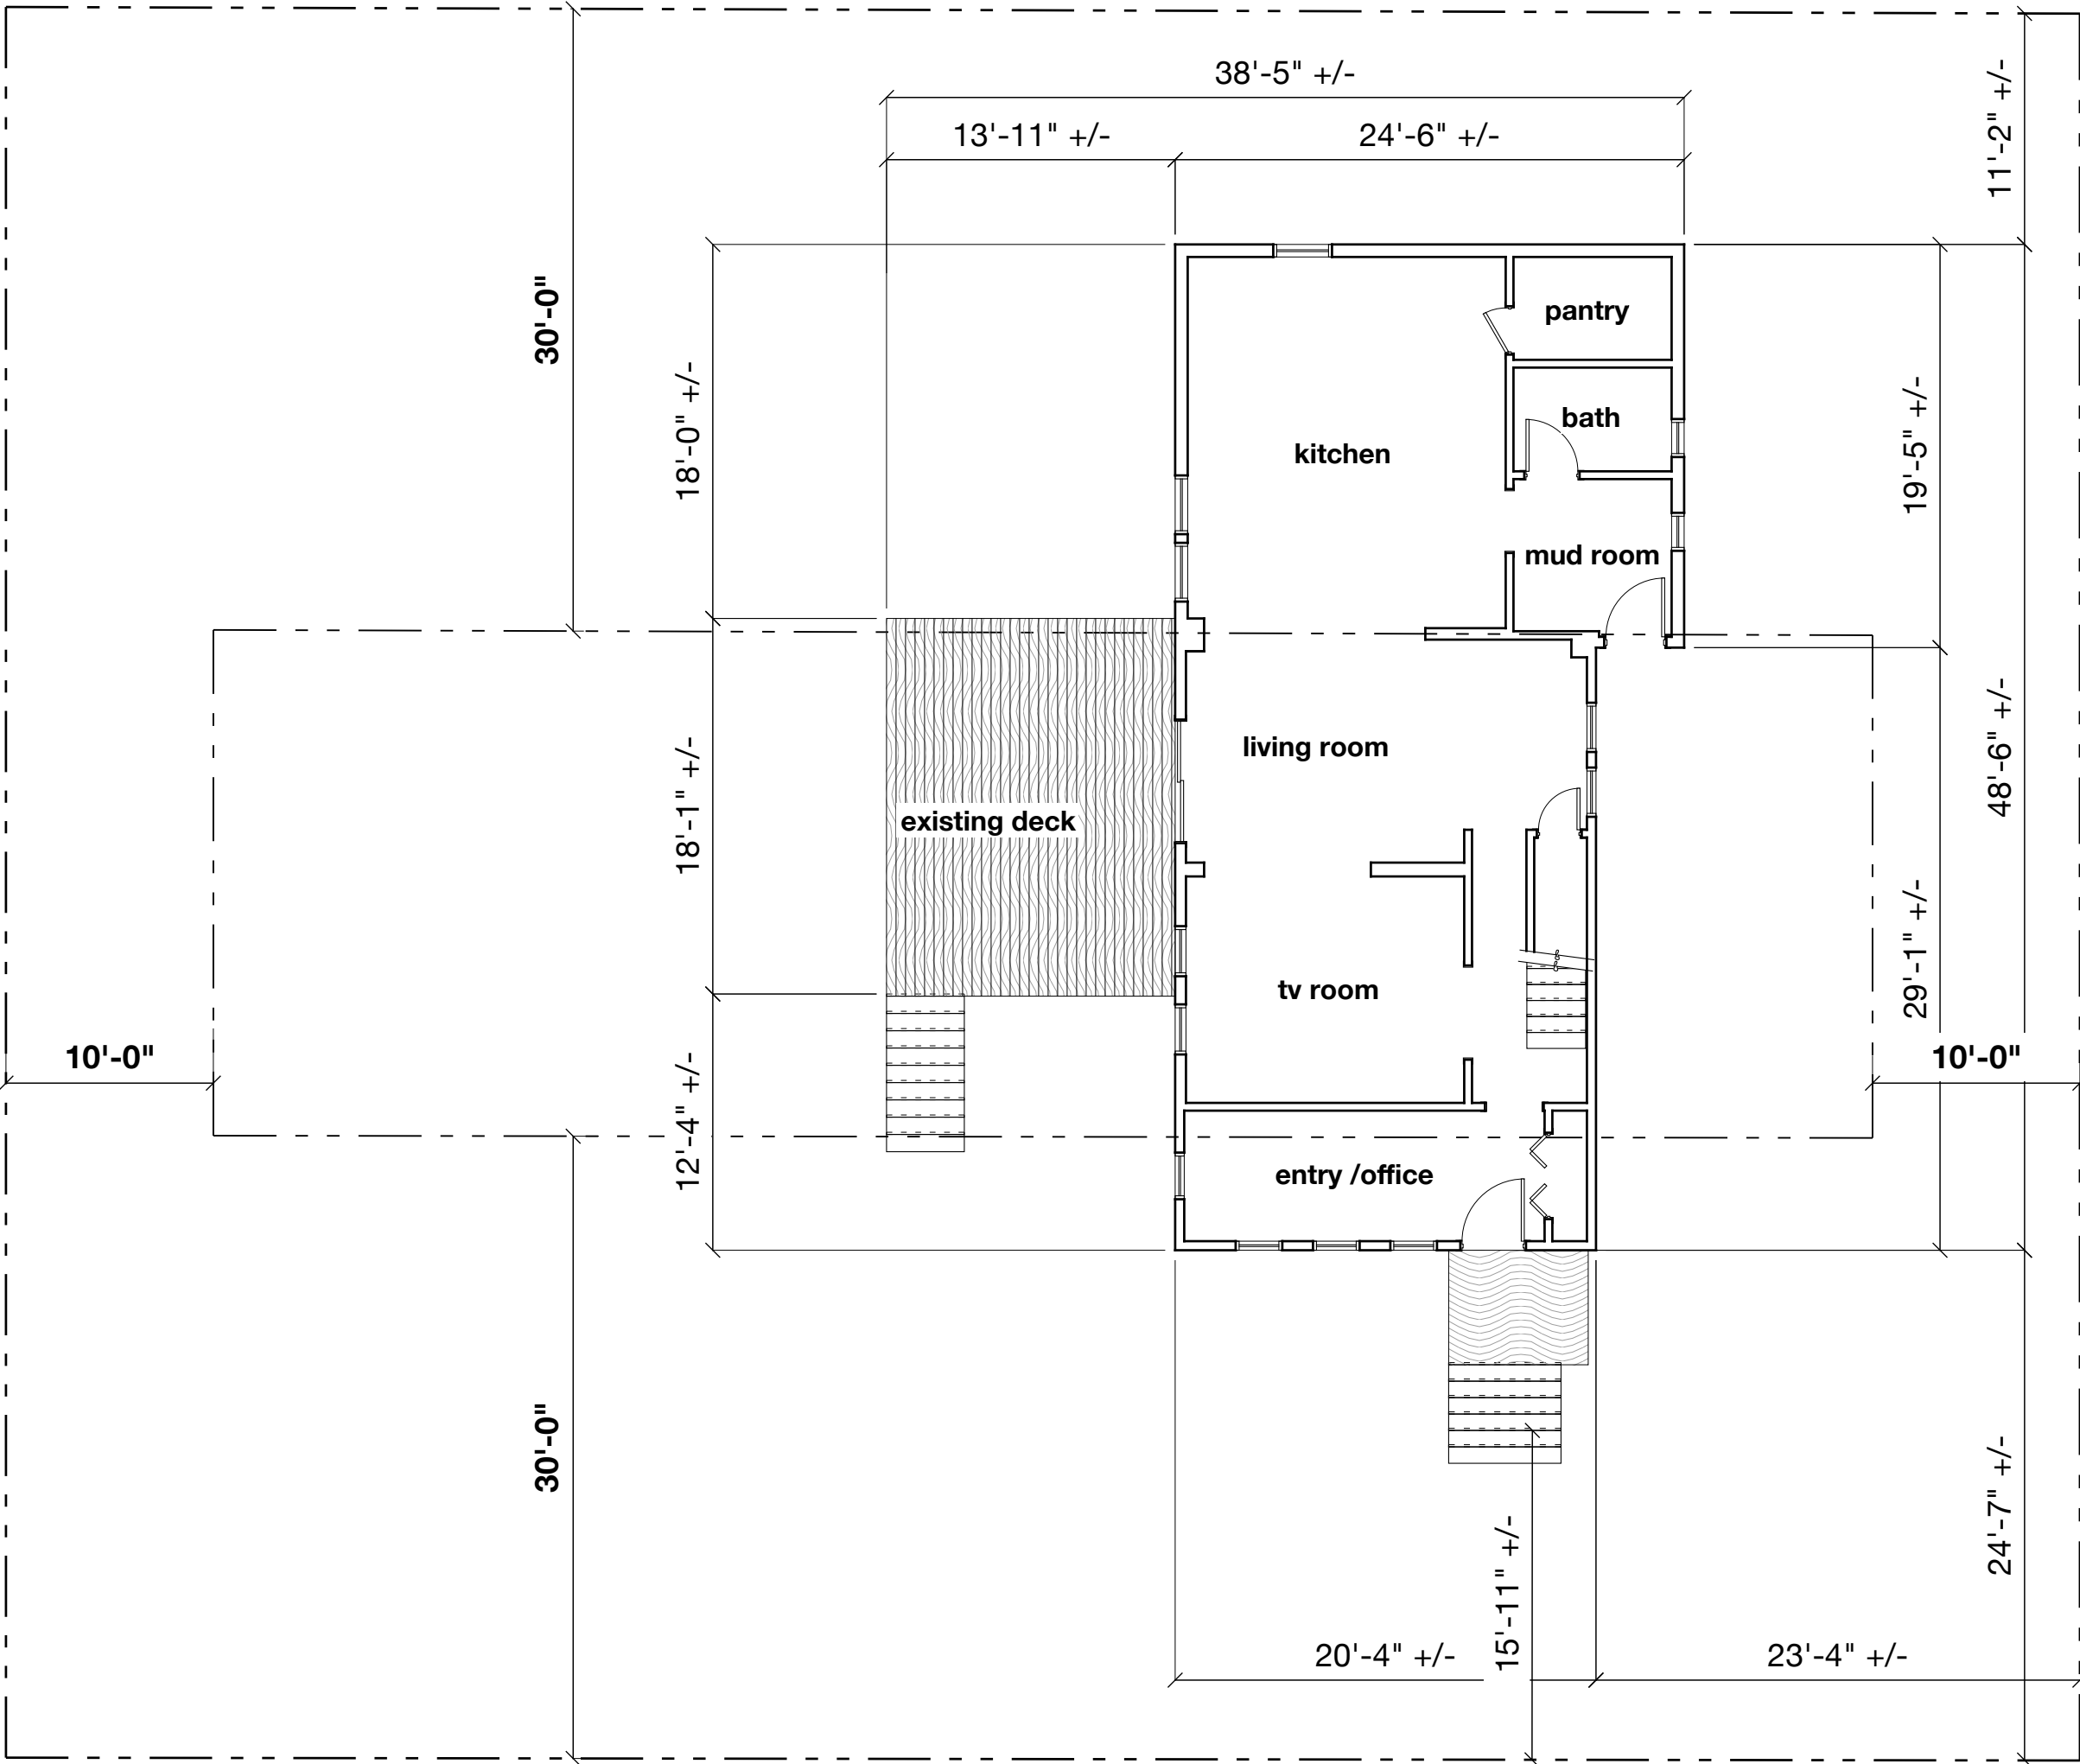 38'-5" +/-
13'-11" +/-
24'-6" +/-
11'-2" +/-
30'-0"
18'-0" +/-
pantry
bath
kitchen
19'-5" +/-
mud room
living room
48'-6" +/-
18'-1" +/-
existing deck
29'-1" +/-
tv room
10'-0"
10'-0"
12'-4" +/-
entry /office
30'-0"
15'-11" +/-
24'-7" +/-
20'-4" +/-
23'-4" +/-